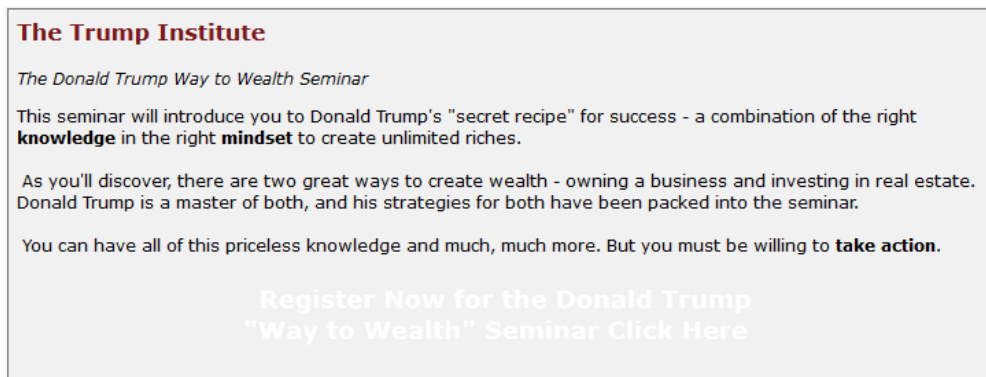 The Trump Institute
The Donald Trump Way to Wealth Seminar
This seminar will introduce you to Donald Trump's "secret recipe" for success - a combination of the right
knowledge in the right mindset to create unlimited riches.
As you'll discover, there are two great ways to create wealth - owning a business and investing in real estate.
Donald Trump is a master of both, and his strategies for both have been packed into the seminar.
You can have all of this priceless knowledge and much, much more. But you must be willing to take action.
Register Now for the Donald Trump
"Way to Wealth" Seminar Click Here